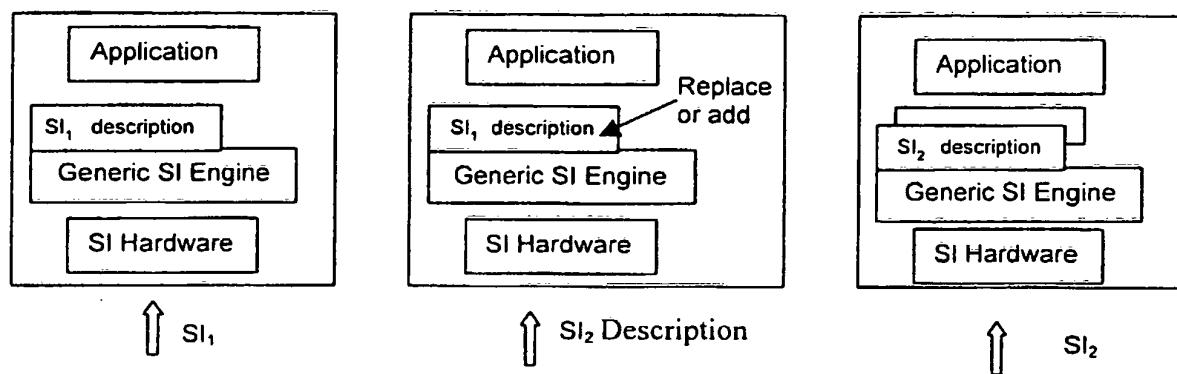 Application
SI₁ description
Generic SI Engine
SI Hardware
SI₁
Application
Replace
or add
SI₁ description
Generic SI Engine
SI Hardware
SI₂ Description
Application
SI₂ description
Generic SI Engine
SI Hardware
SI₂